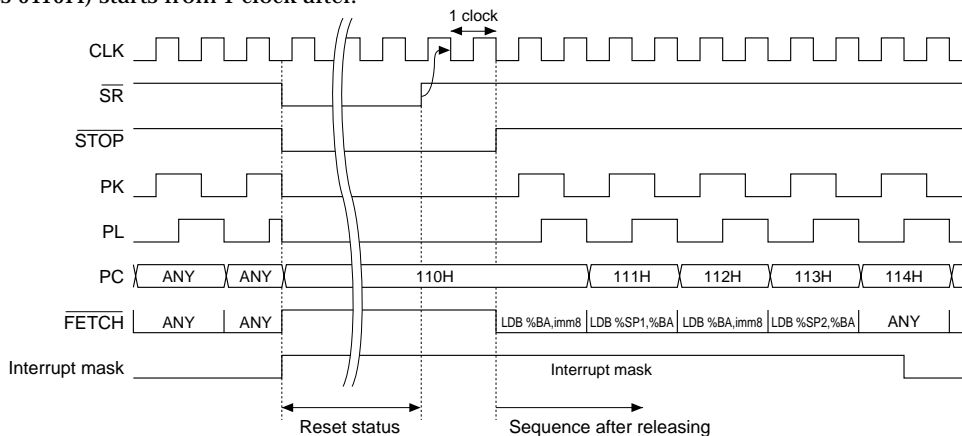 s 0110H) starts from 1 clock after.
1 clock
CLK
SR
STOP
PK
PL
PC ANY ANY 110H 111H 112H 113H 114H
FETCH ANY ANY LDB %BA,imm8 LDB %SP1,%BA LDB %BA,imm8 LDB %SP2,%BA ANY
Interrupt mask Interrupt mask
Reset status Sequence after releasing